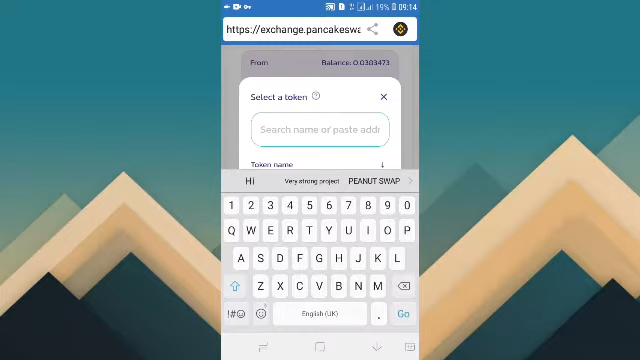 19% 09:14
https://exchange.pancakeswa
From Balance: 0.0303473
Select a token ?
Search name or paste addr
Token name ↓
Hi Very strong project PEANUT SWAP
1 2 3 4 5 6 7 8 9 0
Q W E R T Y U I O P
A S D F G H J K L
Z X C V B N M
!#☺ English (UK) . Go